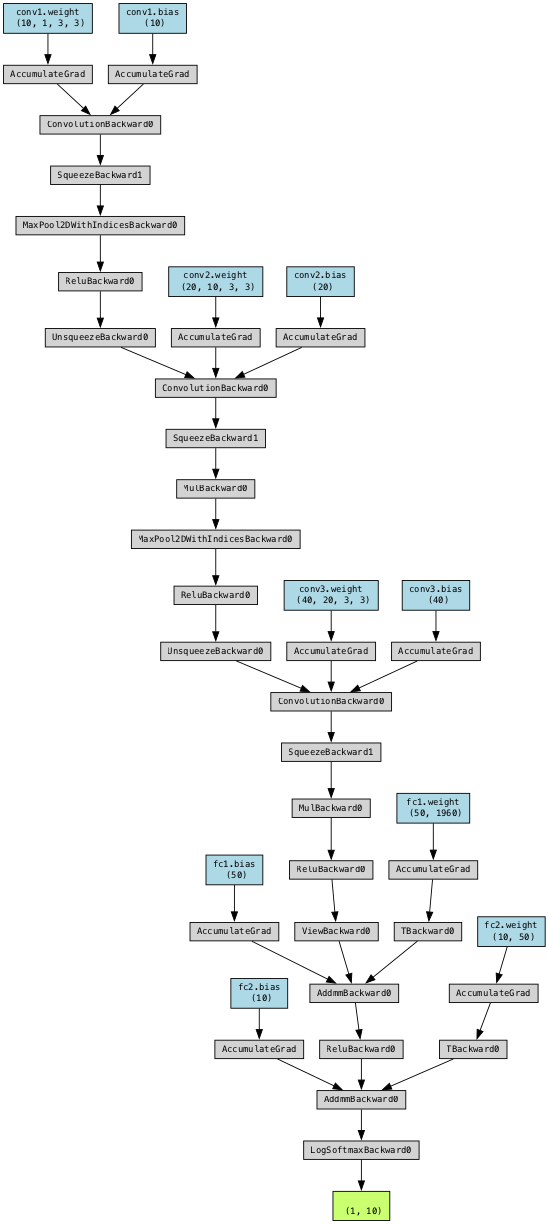 conv1.weight
(10, 1, 3, 3)
conv1.bias
(10)
AccumulateGrad
AccumulateGrad
ConvolutionBackward0
SqueezeBackward1
MaxPool2DWithIndicesBackward0
ReluBackward0
conv2.weight
(20, 10, 3, 3)
conv2.bias
(20)
UnsqueezeBackward0
AccumulateGrad
AccumulateGrad
ConvolutionBackward0
SqueezeBackward1
MulBackward0
MaxPool2DWithIndicesBackward0
ReluBackward0
conv3.weight
(40, 20, 3, 3)
conv3.bias
(40)
UnsqueezeBackward0
AccumulateGrad
AccumulateGrad
ConvolutionBackward0
SqueezeBackward1
MulBackward0
fc1.weight
(50, 1960)
fc1.bias
(50)
ReluBackward0
AccumulateGrad
AccumulateGrad
ViewBackward0
TBackward0
fc2.weight
(10, 50)
fc2.bias
(10)
AddmmBackward0
AccumulateGrad
AccumulateGrad
ReluBackward0
TBackward0
AddmmBackward0
LogSoftmaxBackward0
(1, 10)